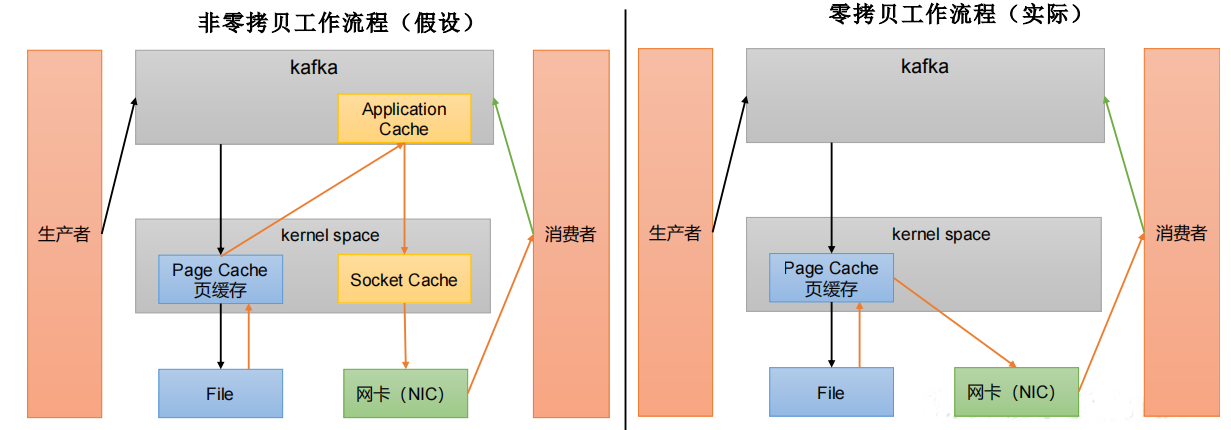 非零拷贝工作流程（假设）
kafka
Application
Cache
生产者
kernel space
消费者
Page Cache
页缓存
Socket Cache
File
网卡（NIC）
零拷贝工作流程（实际）
kafka
生产者
kernel space
消费者
Page Cache
页缓存
File
网卡（NIC）